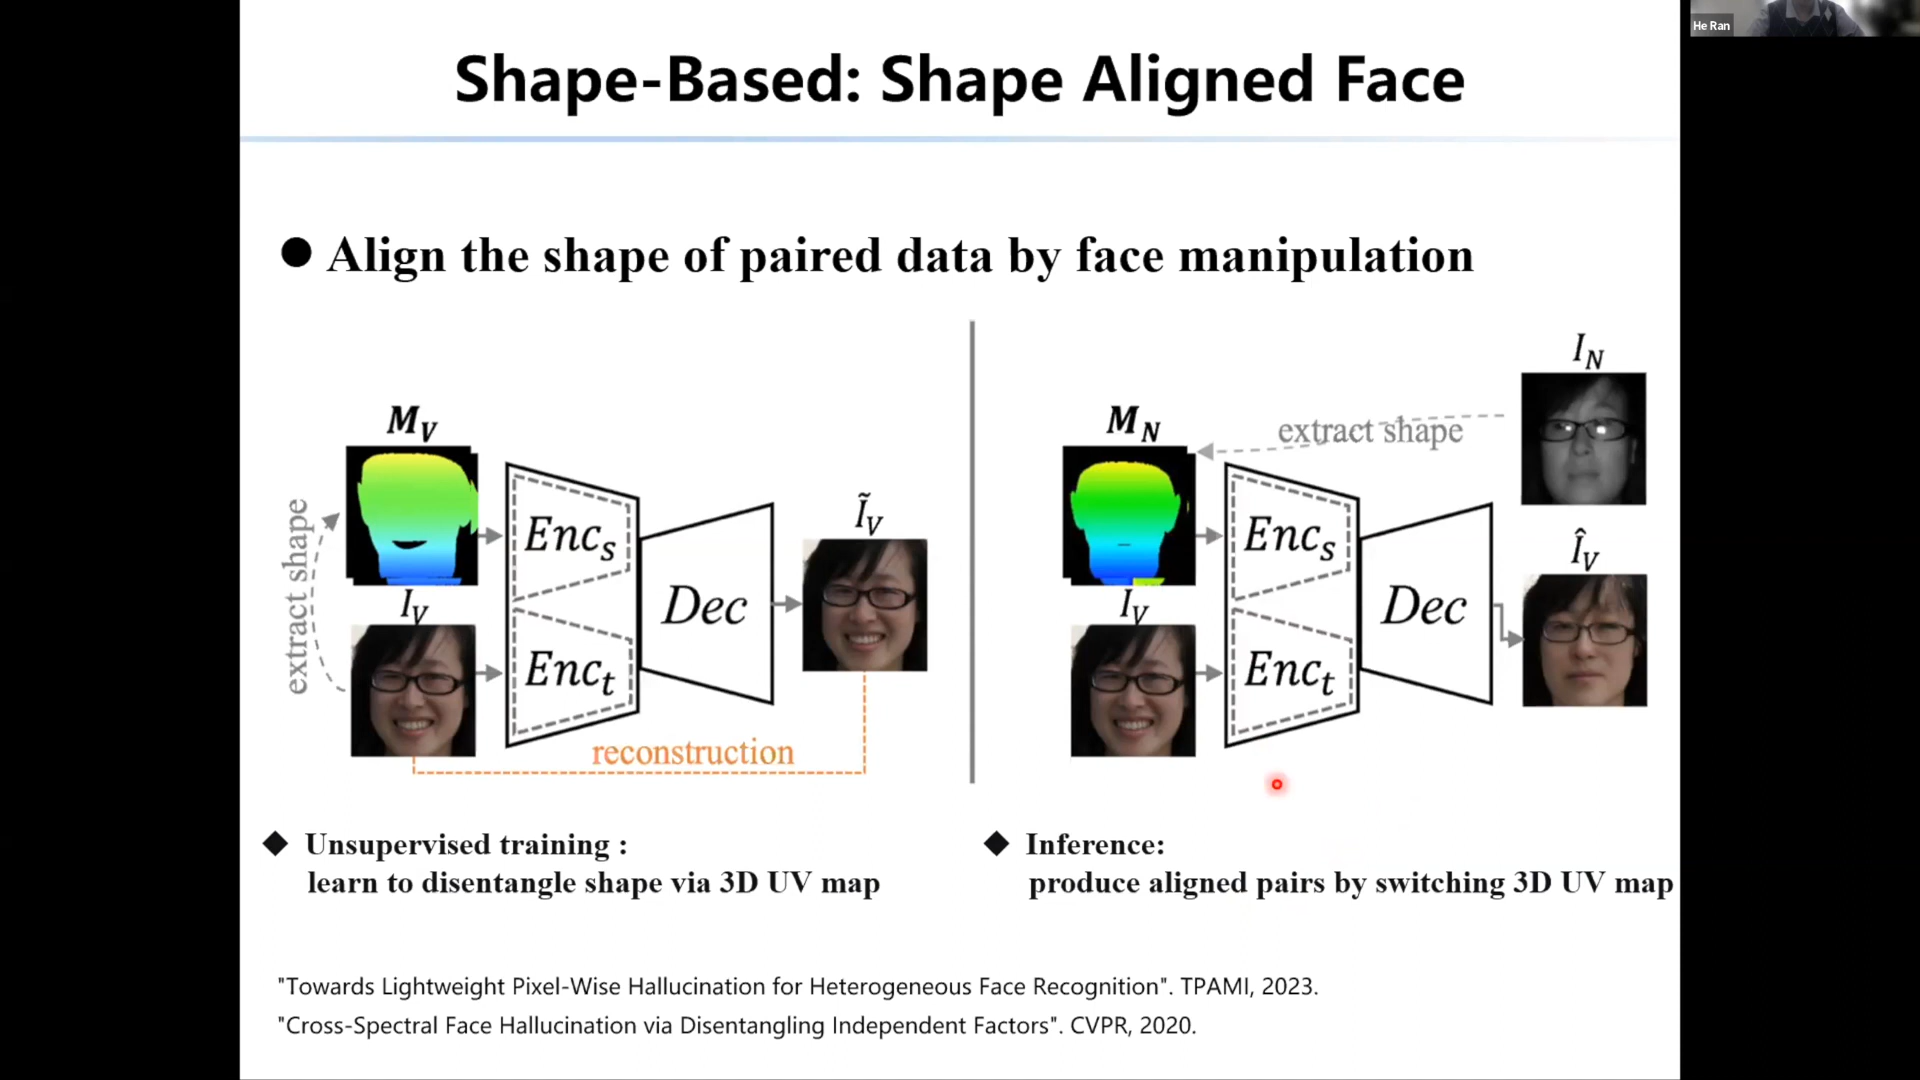 He Ran
Shape-Based: Shape Aligned Face
● Align the shape of paired data by face manipulation
M_V
extract shape
I_V
Enc_s
Enc_t
Dec
Ĩ_V
reconstruction
I_N
M_N
extract shape
I_V
Enc_s
Enc_t
Dec
Î_V
◆ Unsupervised training :
learn to disentangle shape via 3D UV map
◆ Inference:
produce aligned pairs by switching 3D UV map
"Towards Lightweight Pixel-Wise Hallucination for Heterogeneous Face Recognition". TPAMI, 2023.
"Cross-Spectral Face Hallucination via Disentangling Independent Factors". CVPR, 2020.